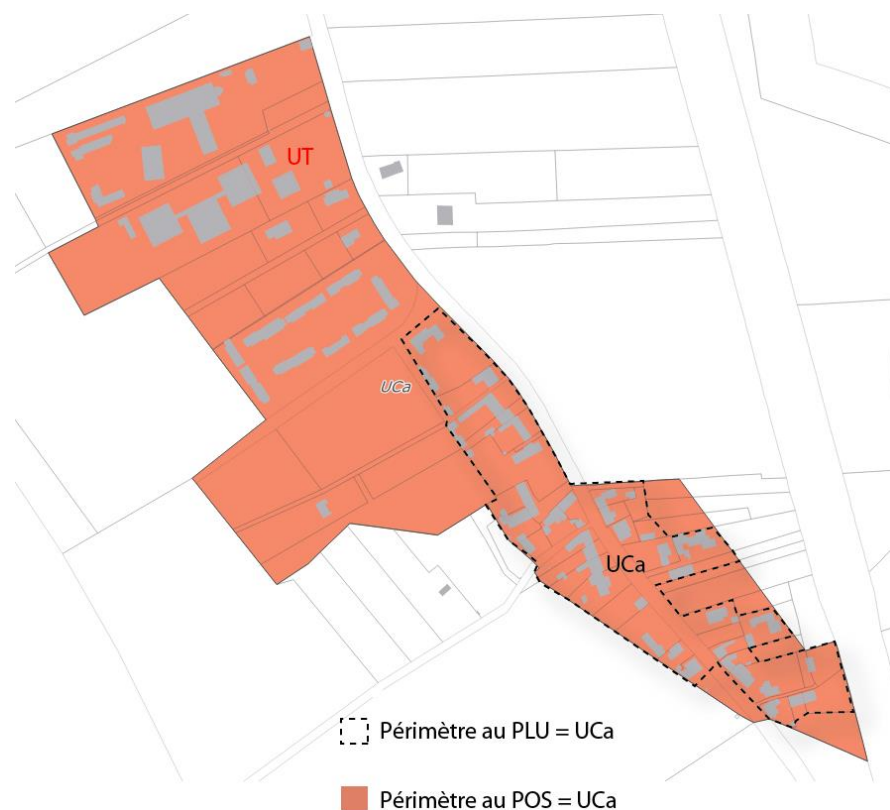 UT
UCa
UCa
Périmètre au PLU = UCa
Périmètre au POS = UCa